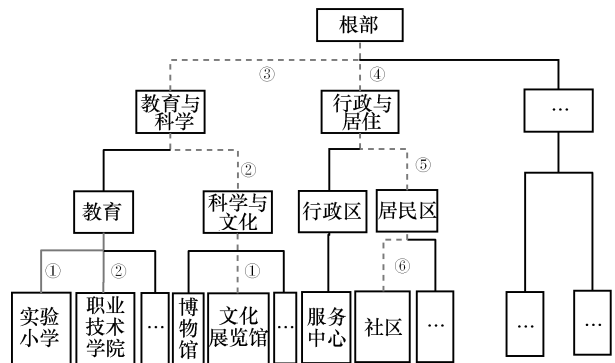 根部
③
④
教育与
科学
行政与
居住
...
②
⑤
教育
科学与
文化
行政区
居民区
①
②
①
⑥
实验
小学
职业
技术
学院
...
博
物
馆
文化
展览馆
...
服务
中心
社区
...
...
...